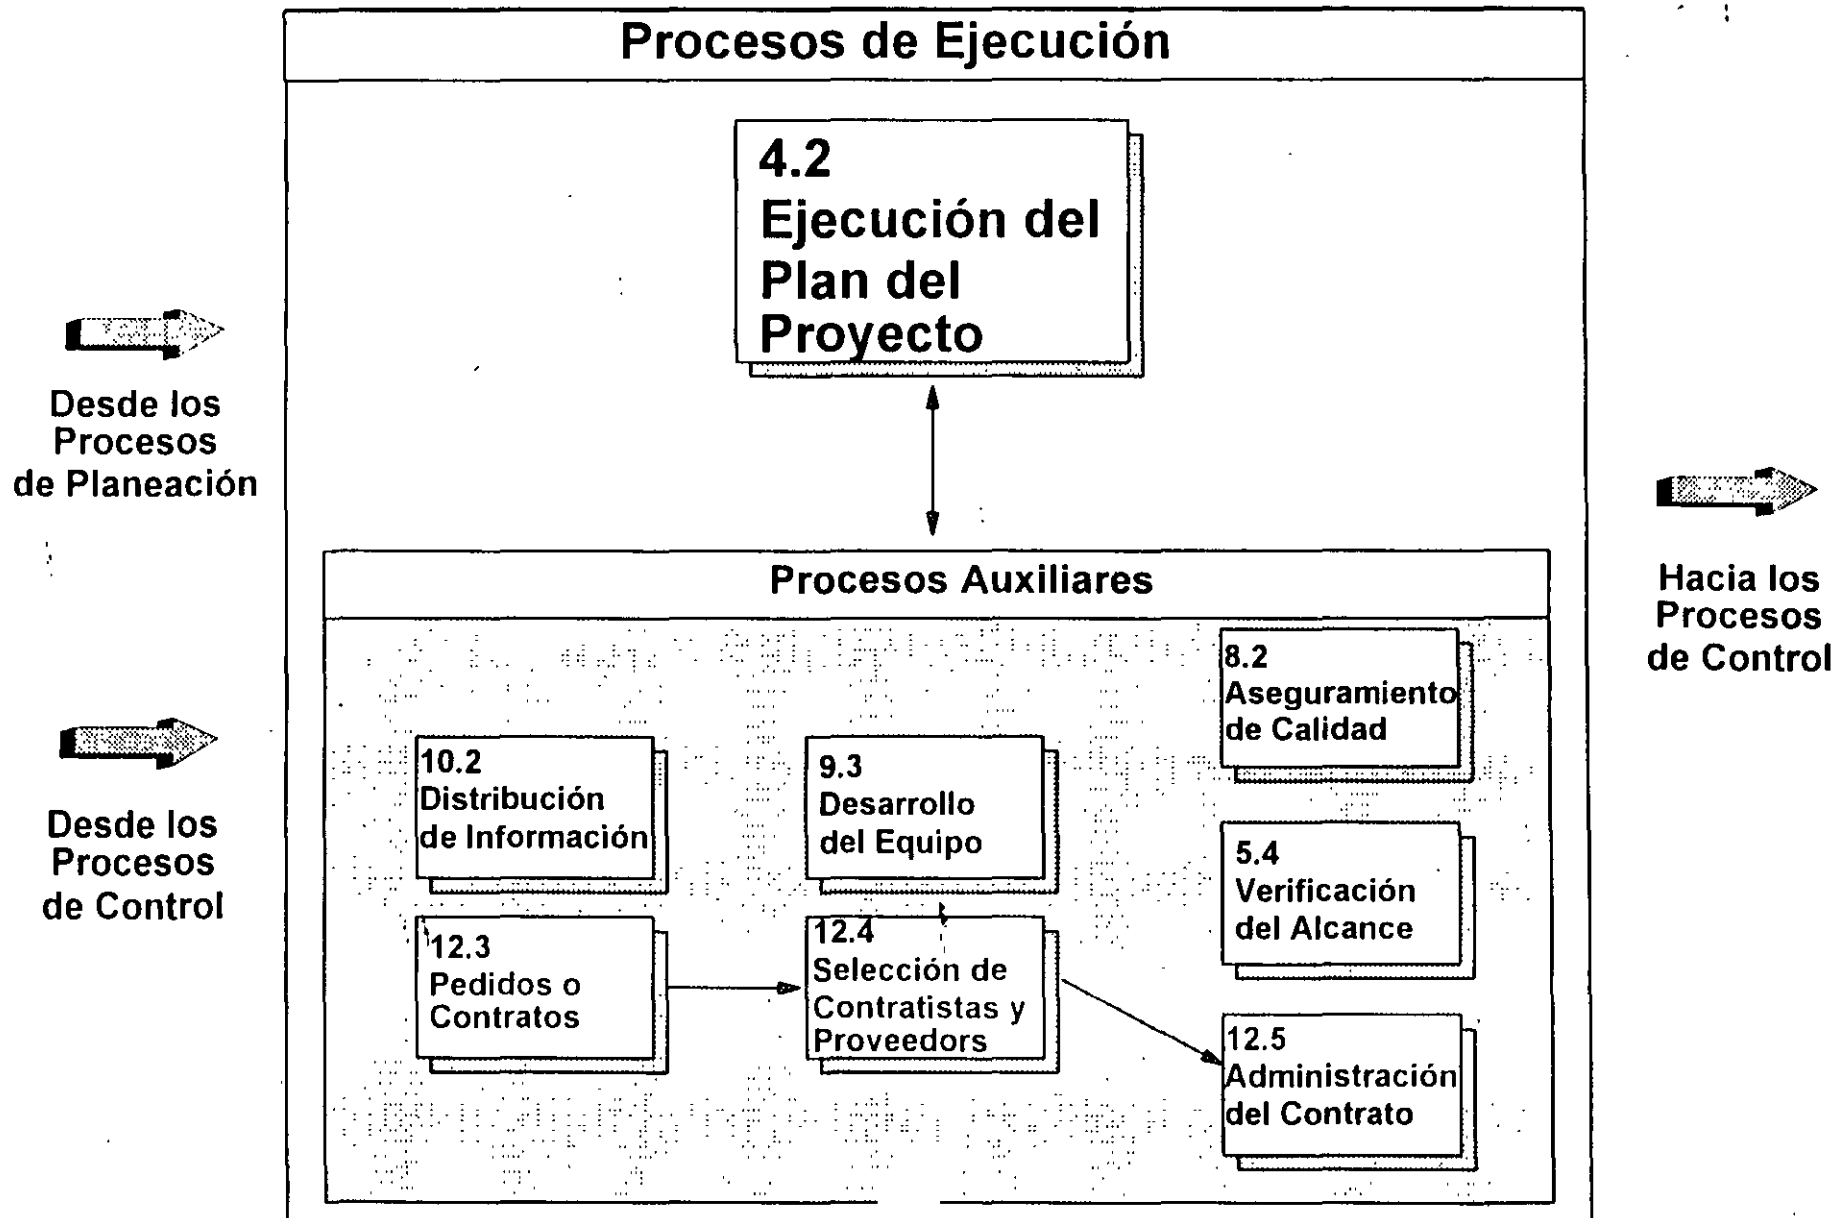 Procesos de Ejecución
4.2
Ejecución del
Plan del
Proyecto
Desde los
Procesos
de Planeación
Hacia los
Procesos
de Control
Desde los
Procesos
de Control
Procesos Auxiliares
10.2
Distribución
de Información
9.3
Desarrollo
del Equipo
8.2
Aseguramiento
de Calidad
5.4
Verificación
del Alcance
12.3
Pedidos o
Contratos
12.4
Selección de
Contratistas y
Proveedors
12.5
Administración
del Contrato